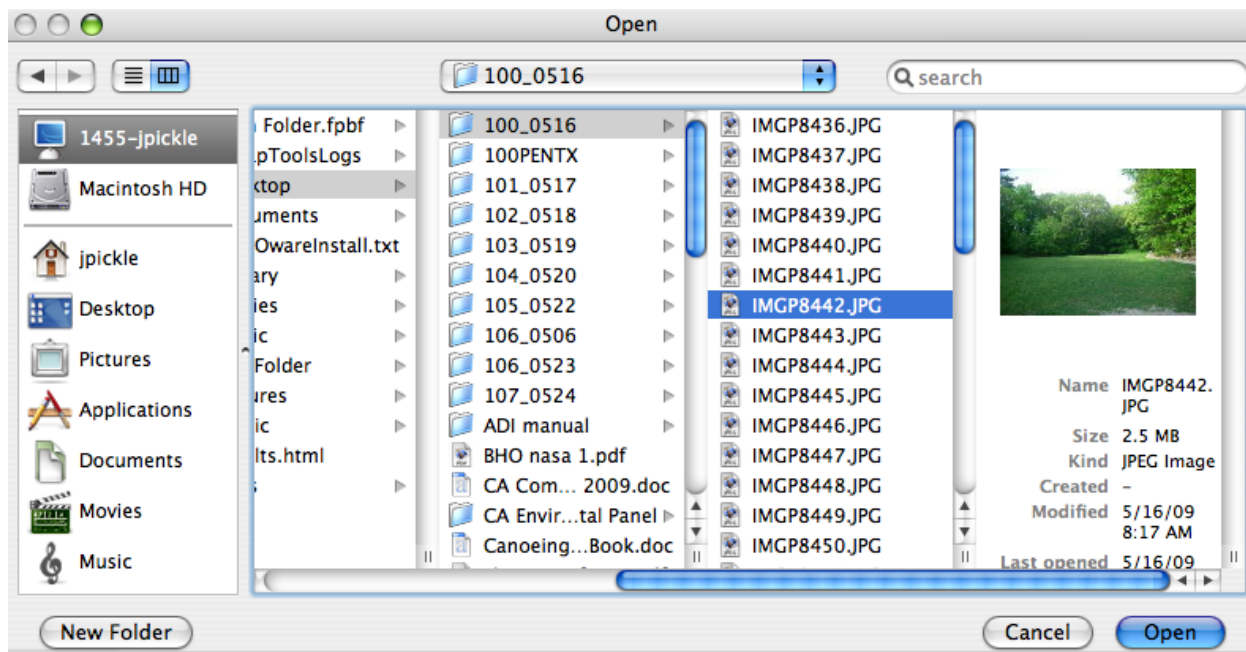 Open
100_0516
search
1455-jpickle
Macintosh HD
jpickle
Desktop
Pictures
Applications
Documents
Movies
Music
Folder.fpbf
pToolsLogs
ktop
uments
OwareInstall.txt
ary
ies
ic
Folder
ures
ic
lts.html
100_0516
100PENTX
101_0517
102_0518
103_0519
104_0520
105_0522
106_0506
106_0523
107_0524
ADI manual
BHO nasa 1.pdf
CA Com... 2009.doc
CA Envir...tal Panel
Canoeing...Book.doc
IMGP8436.JPG
IMGP8437.JPG
IMGP8438.JPG
IMGP8439.JPG
IMGP8440.JPG
IMGP8441.JPG
IMGP8442.JPG
IMGP8443.JPG
IMGP8444.JPG
IMGP8445.JPG
IMGP8446.JPG
IMGP8447.JPG
IMGP8448.JPG
IMGP8449.JPG
IMGP8450.JPG
Name IMGP8442.
JPG
Size 2.5 MB
Kind JPEG Image
Created –
Modified 5/16/09
8:17 AM
Last opened 5/16/09
New Folder
Cancel
Open